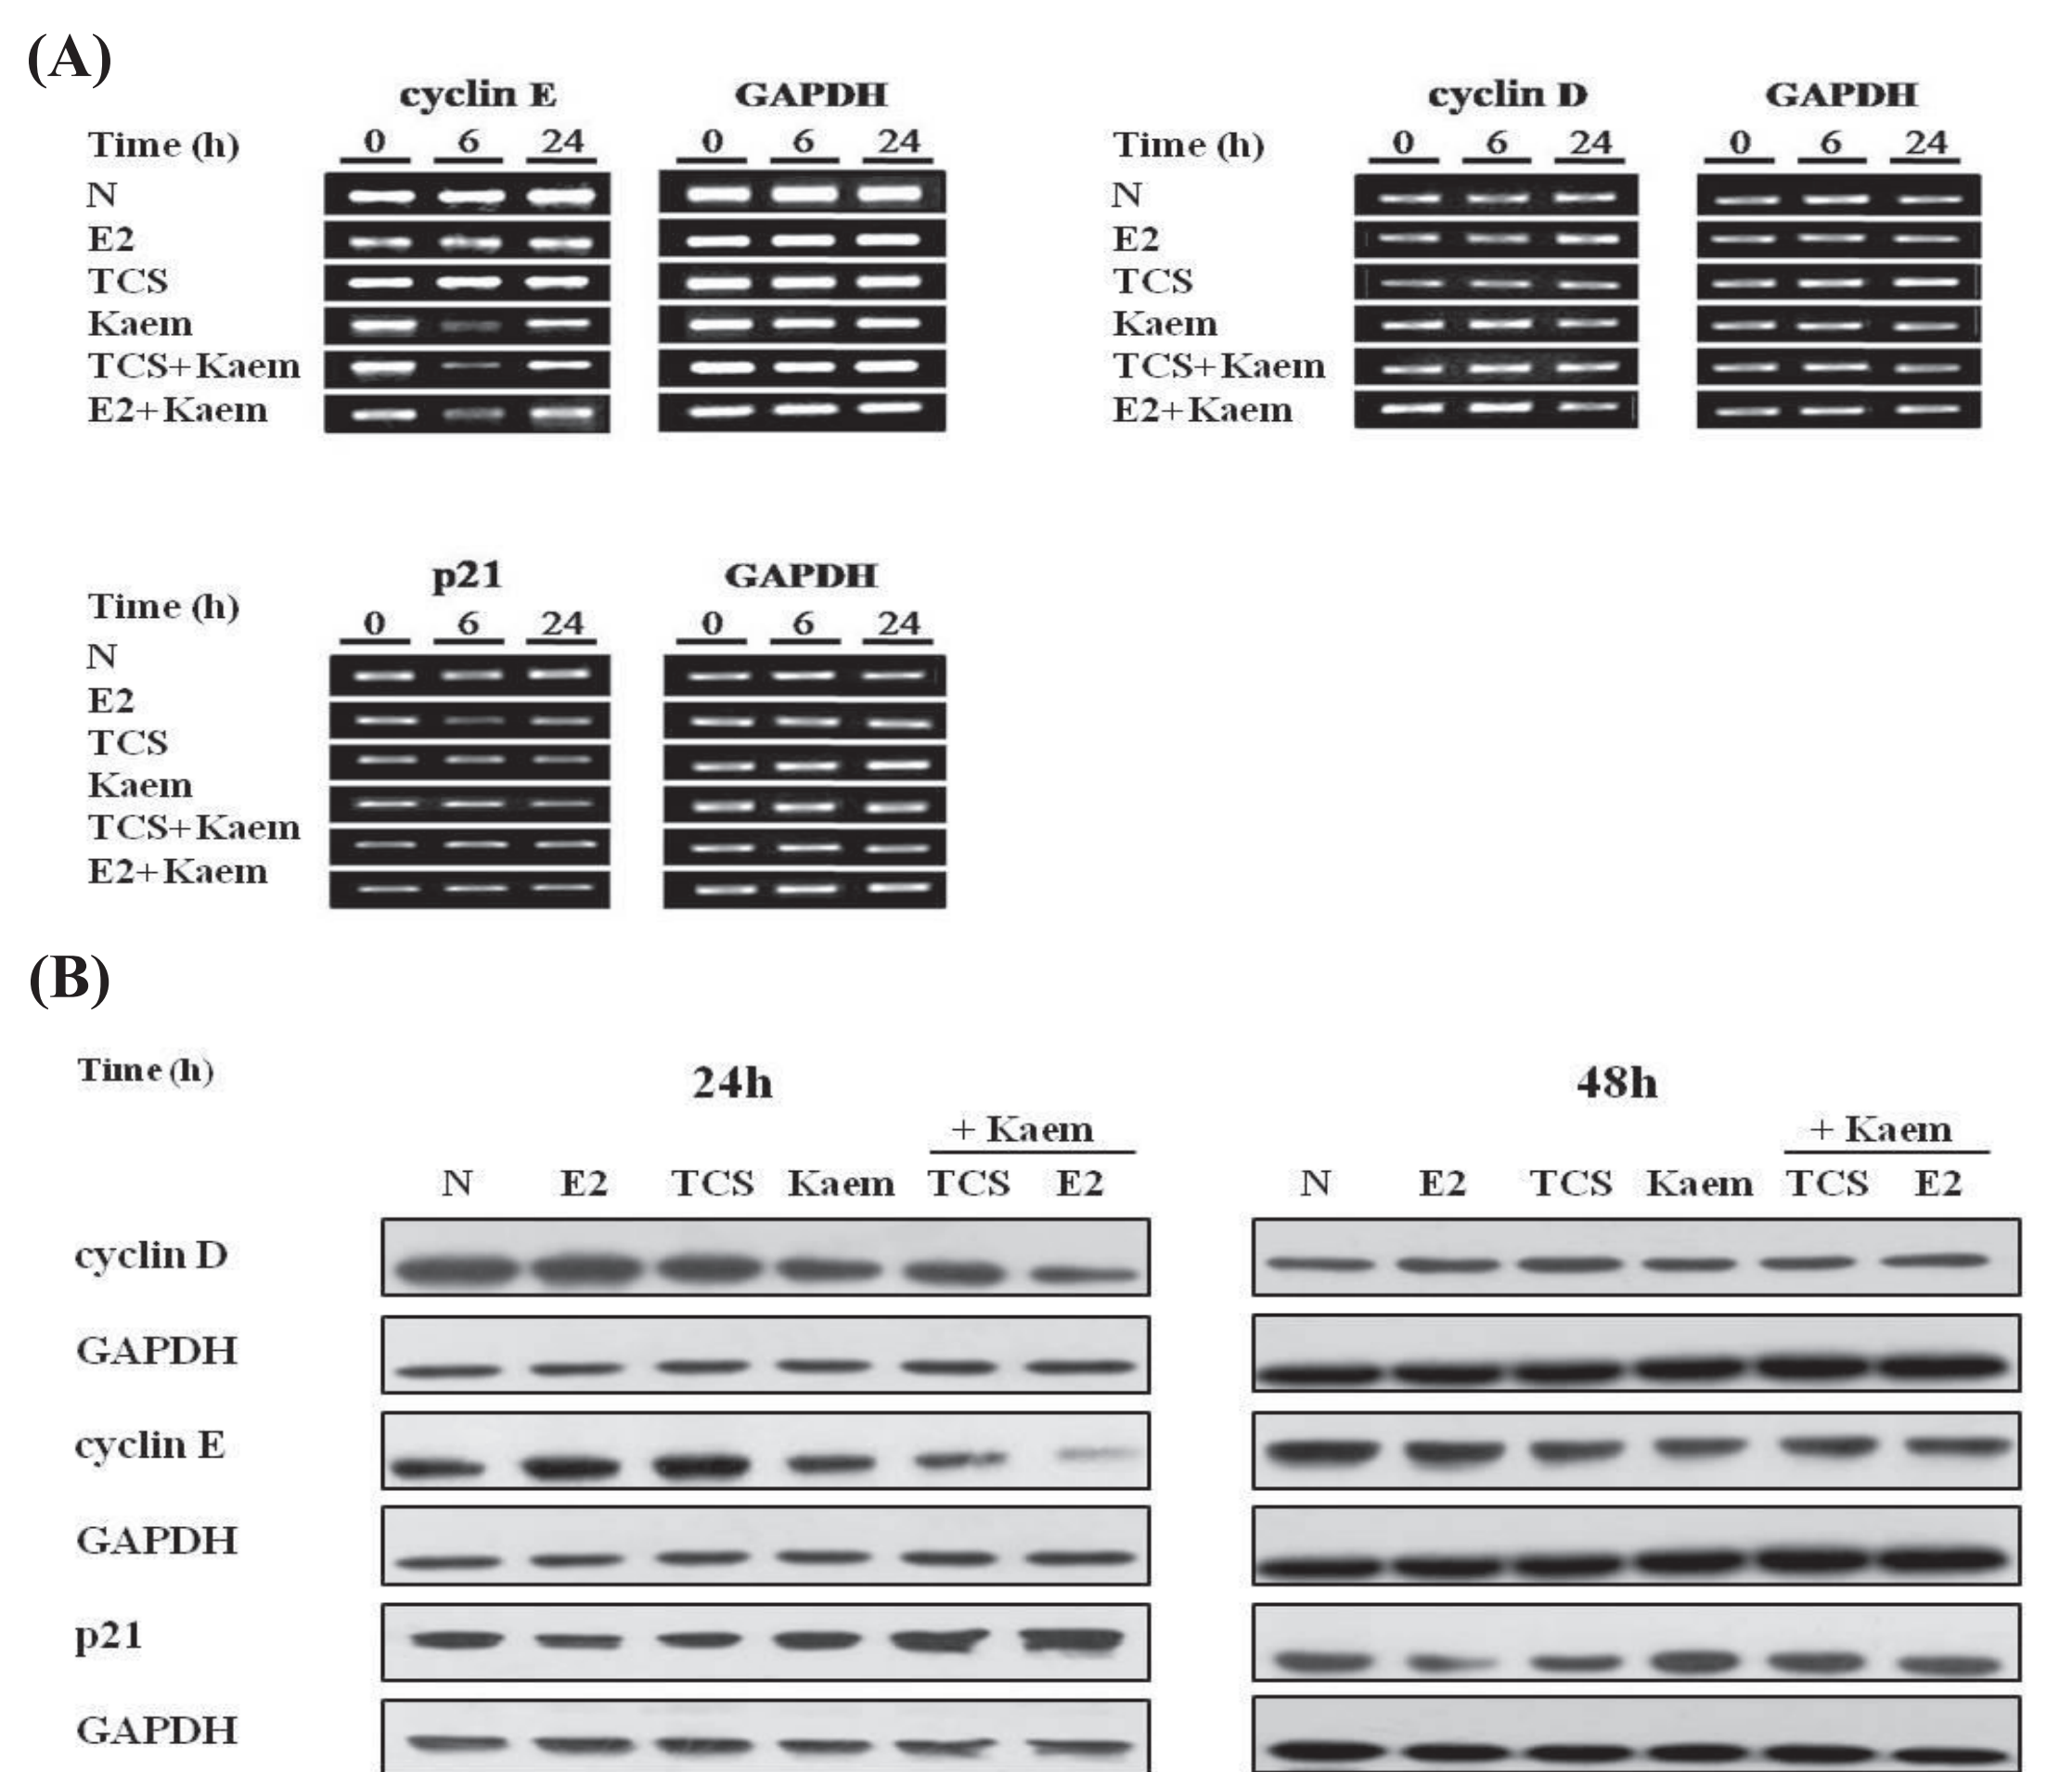 (A)
cyclin E GAPDH
Time (h) 0 6 24 0 6 24
N
E2
TCS
Kaem
TCS+Kaem
E2+Kaem
cyclin D GAPDH
Time (h) 0 6 24 0 6 24
N
E2
TCS
Kaem
TCS+Kaem
E2+Kaem
p21 GAPDH
Time (h) 0 6 24 0 6 24
N
E2
TCS
Kaem
TCS+Kaem
E2+Kaem
(B)
Time (h) 24h 48h
+ Kaem + Kaem
N E2 TCS Kaem TCS E2 N E2 TCS Kaem TCS E2
cyclin D
GAPDH
cyclin E
GAPDH
p21
GAPDH